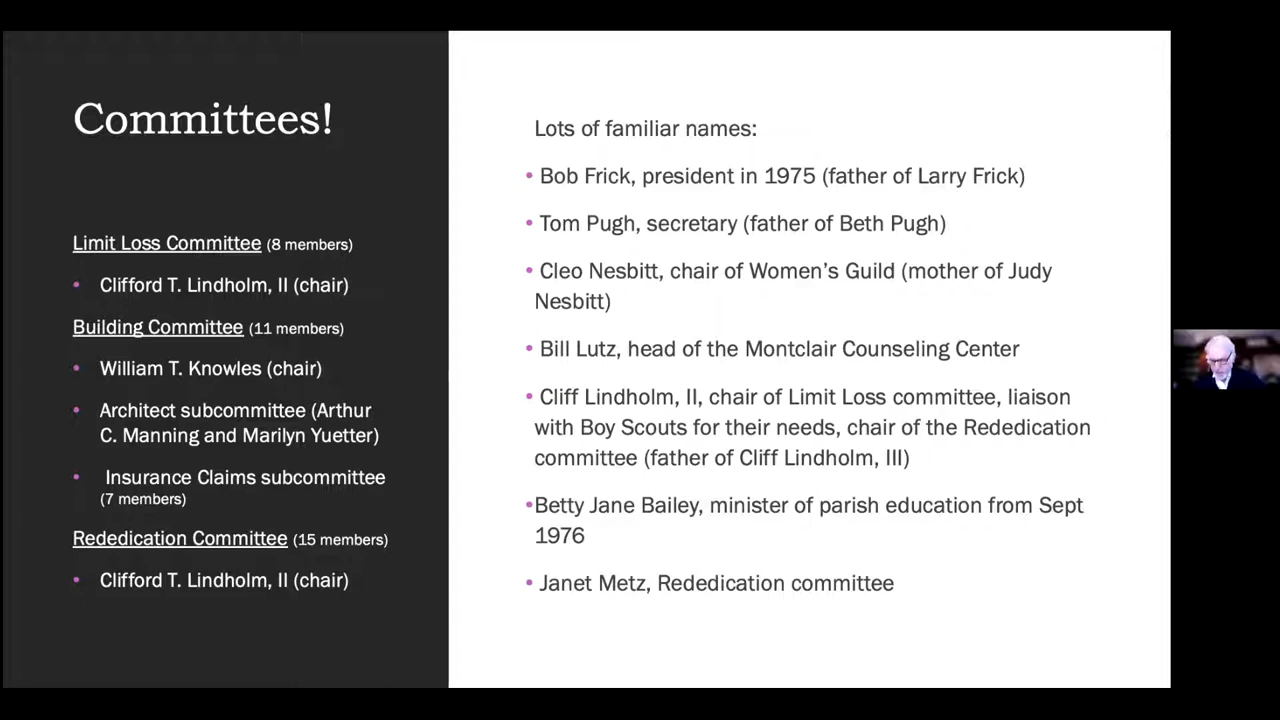 Committees!
Limit Loss Committee (8 members)
• Clifford T. Lindholm, II (chair)
Building Committee (11 members)
• William T. Knowles (chair)
• Architect subcommittee (Arthur
C. Manning and Marilyn Yuetter)
• Insurance Claims subcommittee
(7 members)
Rededication Committee (15 members)
• Clifford T. Lindholm, II (chair)
Lots of familiar names:
• Bob Frick, president in 1975 (father of Larry Frick)
• Tom Pugh, secretary (father of Beth Pugh)
• Cleo Nesbitt, chair of Women’s Guild (mother of Judy
Nesbitt)
• Bill Lutz, head of the Montclair Counseling Center
• Cliff Lindholm, II, chair of Limit Loss committee, liaison
with Boy Scouts for their needs, chair of the Rededication
committee (father of Cliff Lindholm, III)
•Betty Jane Bailey, minister of parish education from Sept
1976
• Janet Metz, Rededication committee